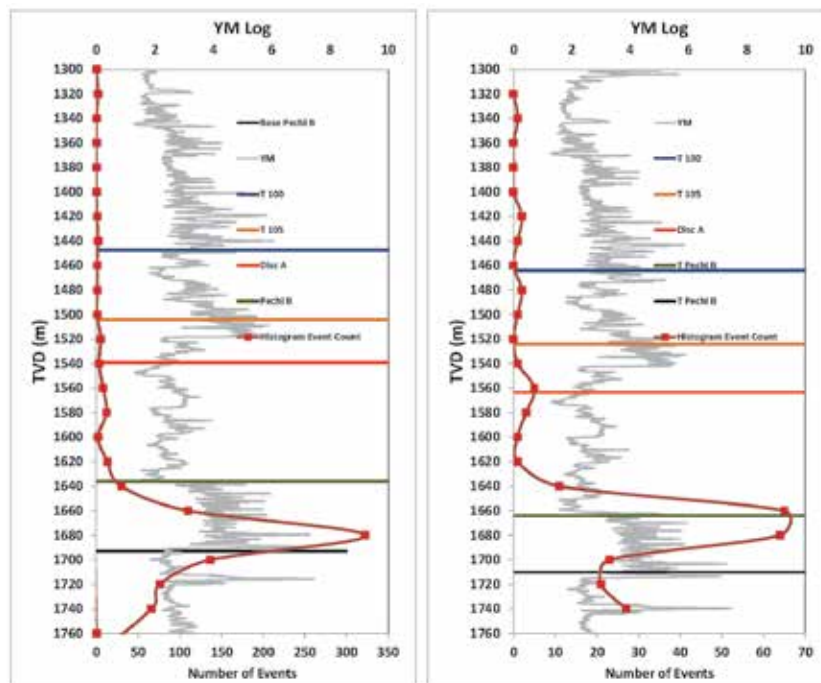 YM Log
0 2 4 6 8 10
1300
1320
1340
1360
1380
1400
1420
1440
1460
1480
1500
1520
1540
1560
1580
1600
1620
1640
1660
1680
1700
1720
1740
1760
TVD (m)
Base Pechl B
YM
T 100
T 105
Disc A
Pechl B
Histogram Event Count
0 50 100 150 200 250 300 350
Number of Events
YM Log
0 2 4 6 8 10
1300
1320
1340
1360
1380
1400
1420
1440
1460
1480
1500
1520
1540
1560
1580
1600
1620
1640
1660
1680
1700
1720
1740
1760
TVD (m)
YM
T 100
T 105
Disc A
T Pechl B
T Pechl B
Histogram Event Count
0 10 20 30 40 50 60 70
Number of Events